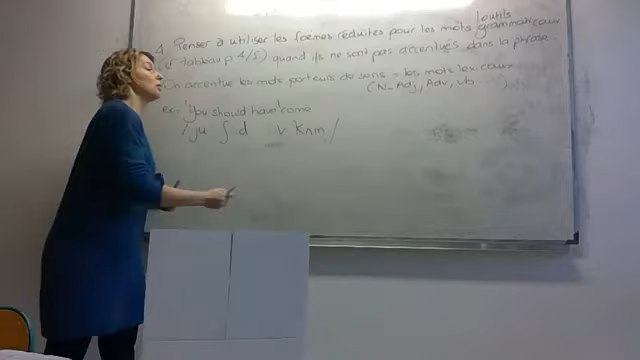 outils
4. Penser à utiliser les formes réduites pour les mots grammaticaux
(cf tableau p 4/5) quand ils ne sont pas accentués dans la phrase.
On accentue les mots porteurs de sens = les mots lexicaux
(N, Adj, Adv, Vb ...)
ex: 'You should have 'come
/ ju ʃ d v kʌm /